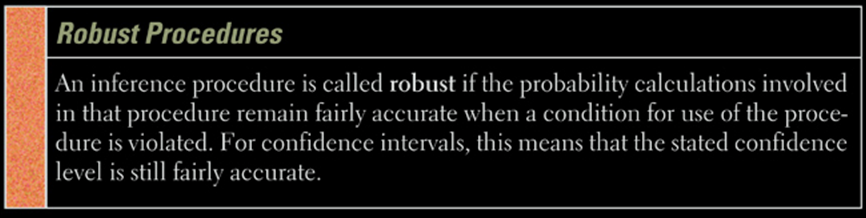 Robust Procedures
An inference procedure is called robust if the probability calculations involved
in that procedure remain fairly accurate when a condition for use of the proce-
dure is violated. For confidence intervals, this means that the stated confidence
level is still fairly accurate.